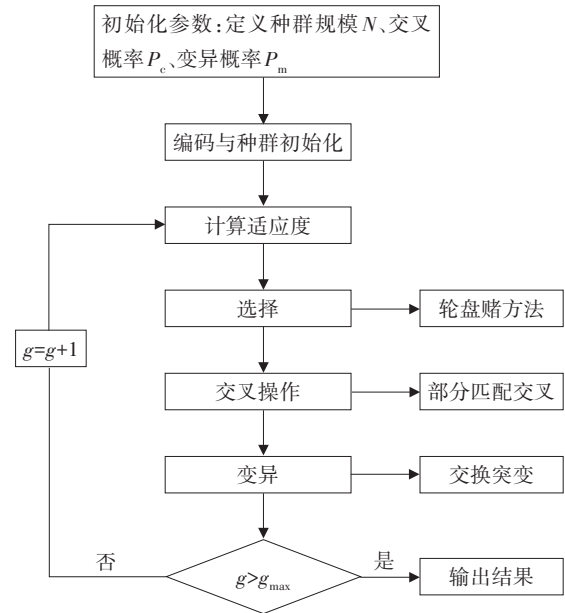 初始化参数:定义种群规模N、交叉
概率Pc、变异概率Pm
编码与种群初始化
计算适应度
选择
轮盘赌方法
g=g+1
交叉操作
部分匹配交叉
变异
交换突变
否
g>gmax
是
输出结果